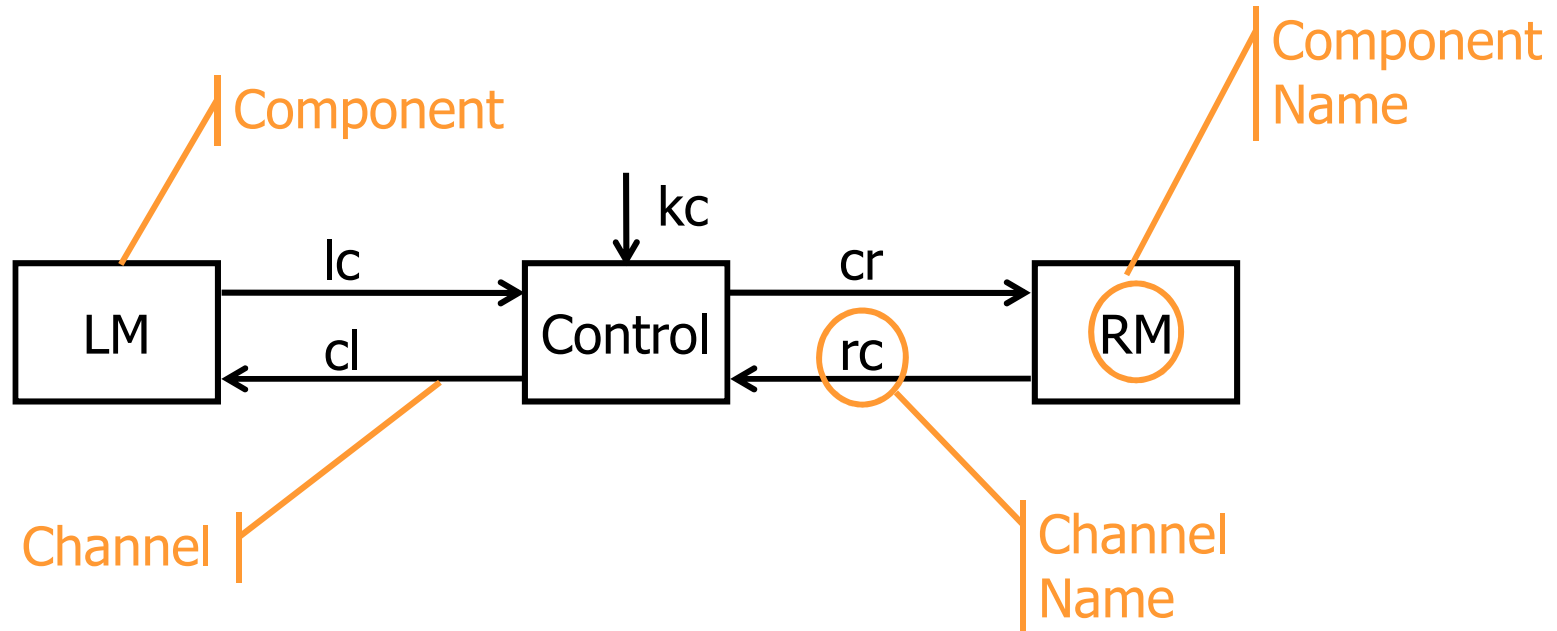 Component
Name
Component
kc
lc
cr
LM
Control
RM
cl
rc
Channel
Channel
Name